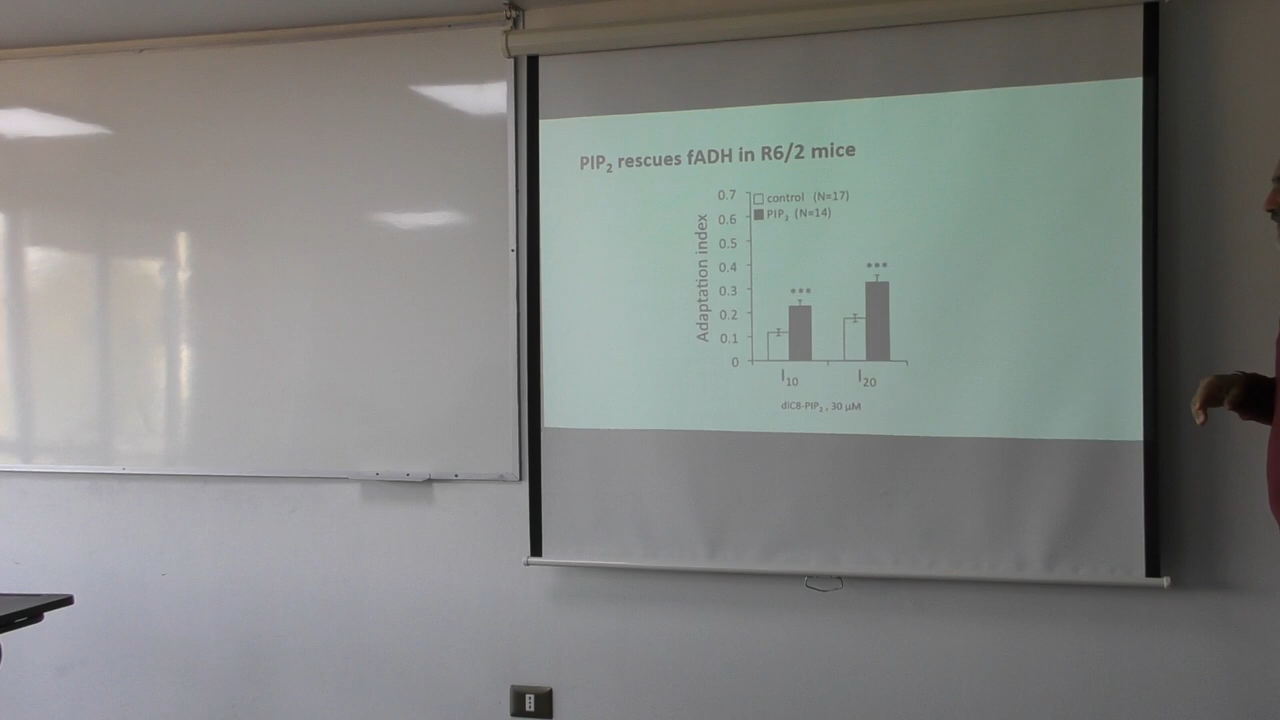 PIP₂ rescues fADH in R6/2 mice
control (N=17)
PIP₂ (N=14)
Adaptation index
0.7
0.6
0.5
0.4
0.3
0.2
0.1
0
***
***
I₁₀
I₂₀
diC8-PIP₂ , 30 µM